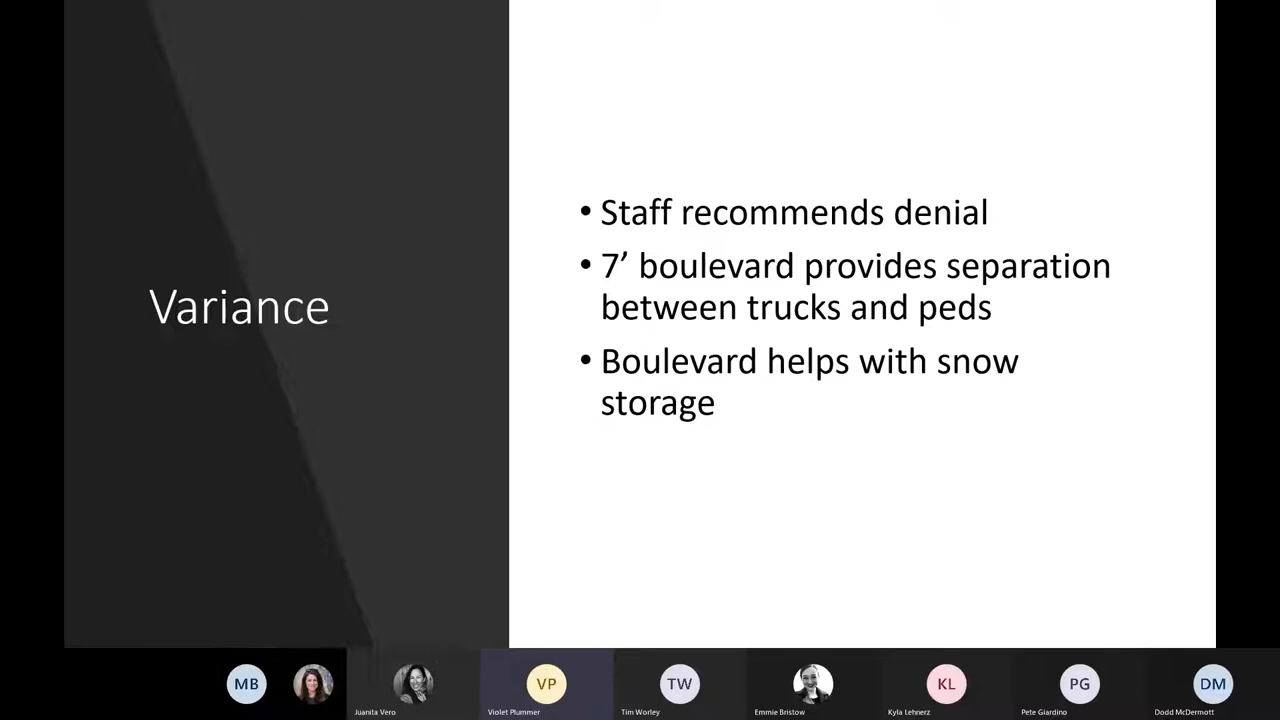 Variance
• Staff recommends denial
• 7’ boulevard provides separation
between trucks and peds
• Boulevard helps with snow
storage
MB
VP
TW
KL
PG
DM
Juanita Vero
Violet Plummer
Tim Worley
Emmie Bristow
Kyla Lehnerz
Pete Giardino
Dodd McDermott